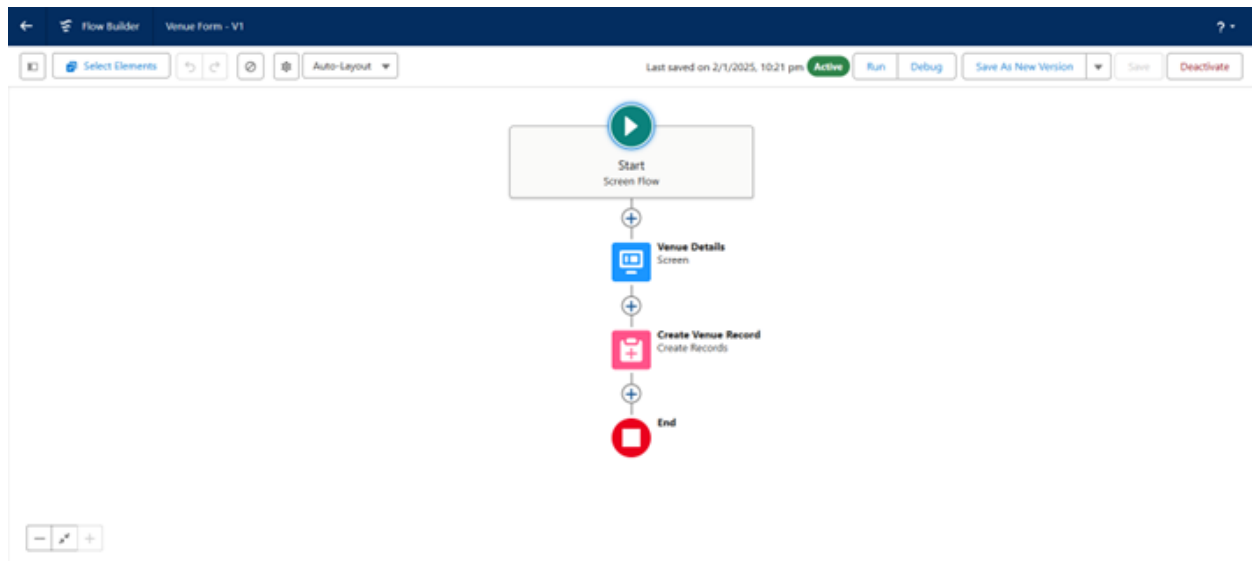 Flow Builder Venue Form - V1 ?
Select Elements Auto-Layout Last saved on 2/1/2025, 10:21 pm Active Run Debug Save As New Version Save Deactivate
Start
Screen Flow
Venue Details
Screen
Create Venue Record
Create Records
End